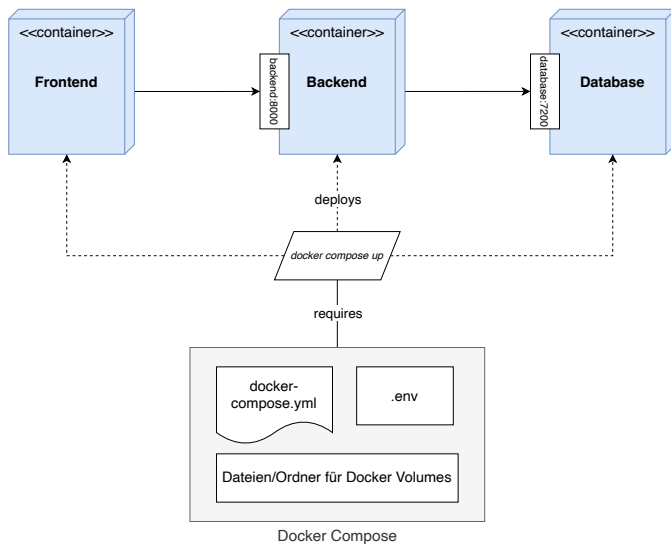 <<container>>
Frontend
<<container>>
Backend
<<container>>
Database
backend:8000
database:7200
deploys
docker compose up
requires
docker-
compose.yml
.env
Dateien/Ordner für Docker Volumes
Docker Compose